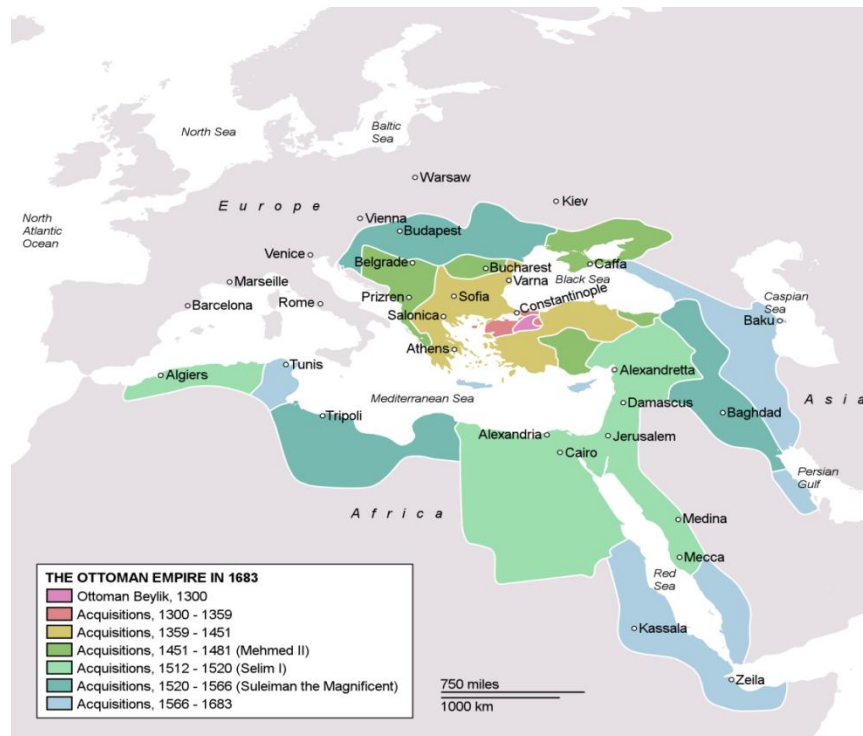 North Sea
Baltic
Sea
Warsaw
Kiev
Europe
North
Atlantic
Ocean
Vienna
Budapest
Venice
Belgrade
Bucharest
Caffa
Black Sea
Varna
Marseille
Caspian
Sea
Prizren
Sofia
Constantinople
Barcelona
Rome
Salonica
Baku
Athens
Tunis
Algiers
Alexandretta
Mediterranean Sea
Damascus
Asia
Tripoli
Baghdad
Alexandria
Jerusalem
Cairo
Persian
Gulf
Africa
Medina
Mecca
Red
Sea
Kassala
Zeila
THE OTTOMAN EMPIRE IN 1683
Ottoman Beylik, 1300
Acquisitions, 1300 - 1359
Acquisitions, 1359 - 1451
Acquisitions, 1451 - 1481 (Mehmed II)
Acquisitions, 1512 - 1520 (Selim I)
Acquisitions, 1520 - 1566 (Suleiman the Magnificent)
Acquisitions, 1566 - 1683
750 miles
1000 km